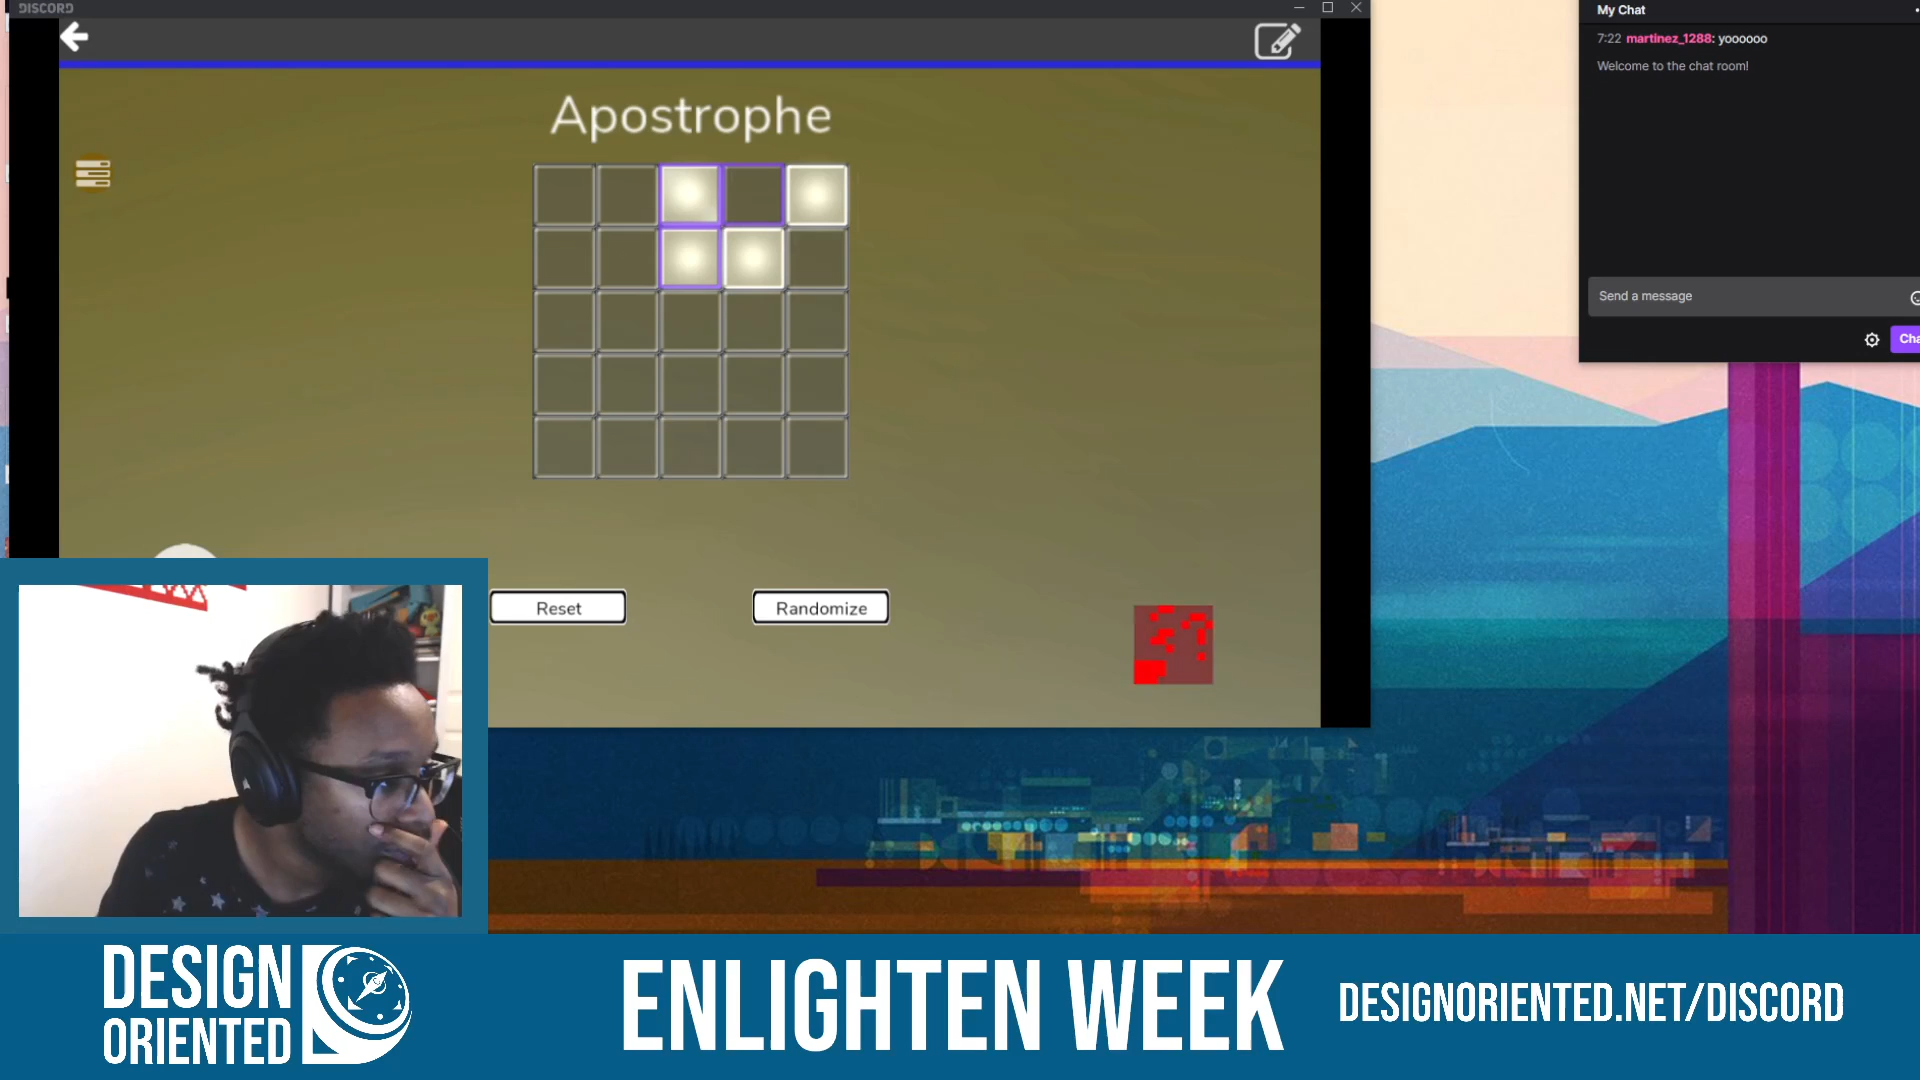 DISCORD
My Chat
7:22 martinez_1288: yoooooo
Welcome to the chat room!
Apostrophe
Send a message
Cha
Reset
Randomize
DESIGN
ORIENTED
ENLIGHTEN WEEK
DESIGNORIENTED.NET/DISCORD